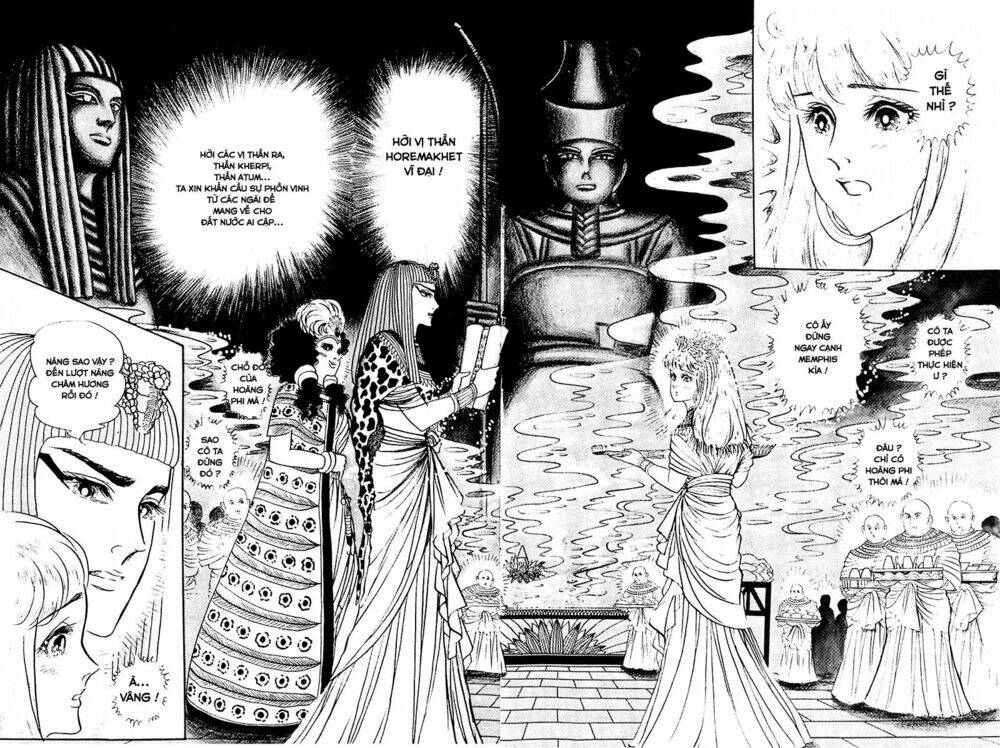 GÌ
THẾ
NHỈ ?
HỠI VỊ THẦN
HOREMAKHET
VĨ ĐẠI !
HỠI CÁC VỊ THẦN RA,
THẦN KHERPI,
THẦN ATUM...
TA XIN KHẨN CẦU SỰ PHỒN VINH
TỪ CÁC NGÀI ĐỂ
MANG VỀ CHO
ĐẤT NƯỚC AI CẬP...
CÔ TA
ĐƯỢC
PHÉP
THỰC HIỆN
Ư ?
CÔ ẤY
ĐỨNG
NGAY CẠNH
MEMPHIS
KÌA !
ĐÂU ?
CHỈ CÓ
HOÀNG PHI
THÔI MÀ !
CHỖ ĐÓ
CỦA
HOÀNG
PHI MÀ !
SAO
CÔ TA
ĐỨNG
ĐÓ ?
NÀNG SAO VẬY ?
ĐẾN LƯỢT NÀNG
CHÂM HƯƠNG
RỒI ĐÓ !
À...
VÂNG !